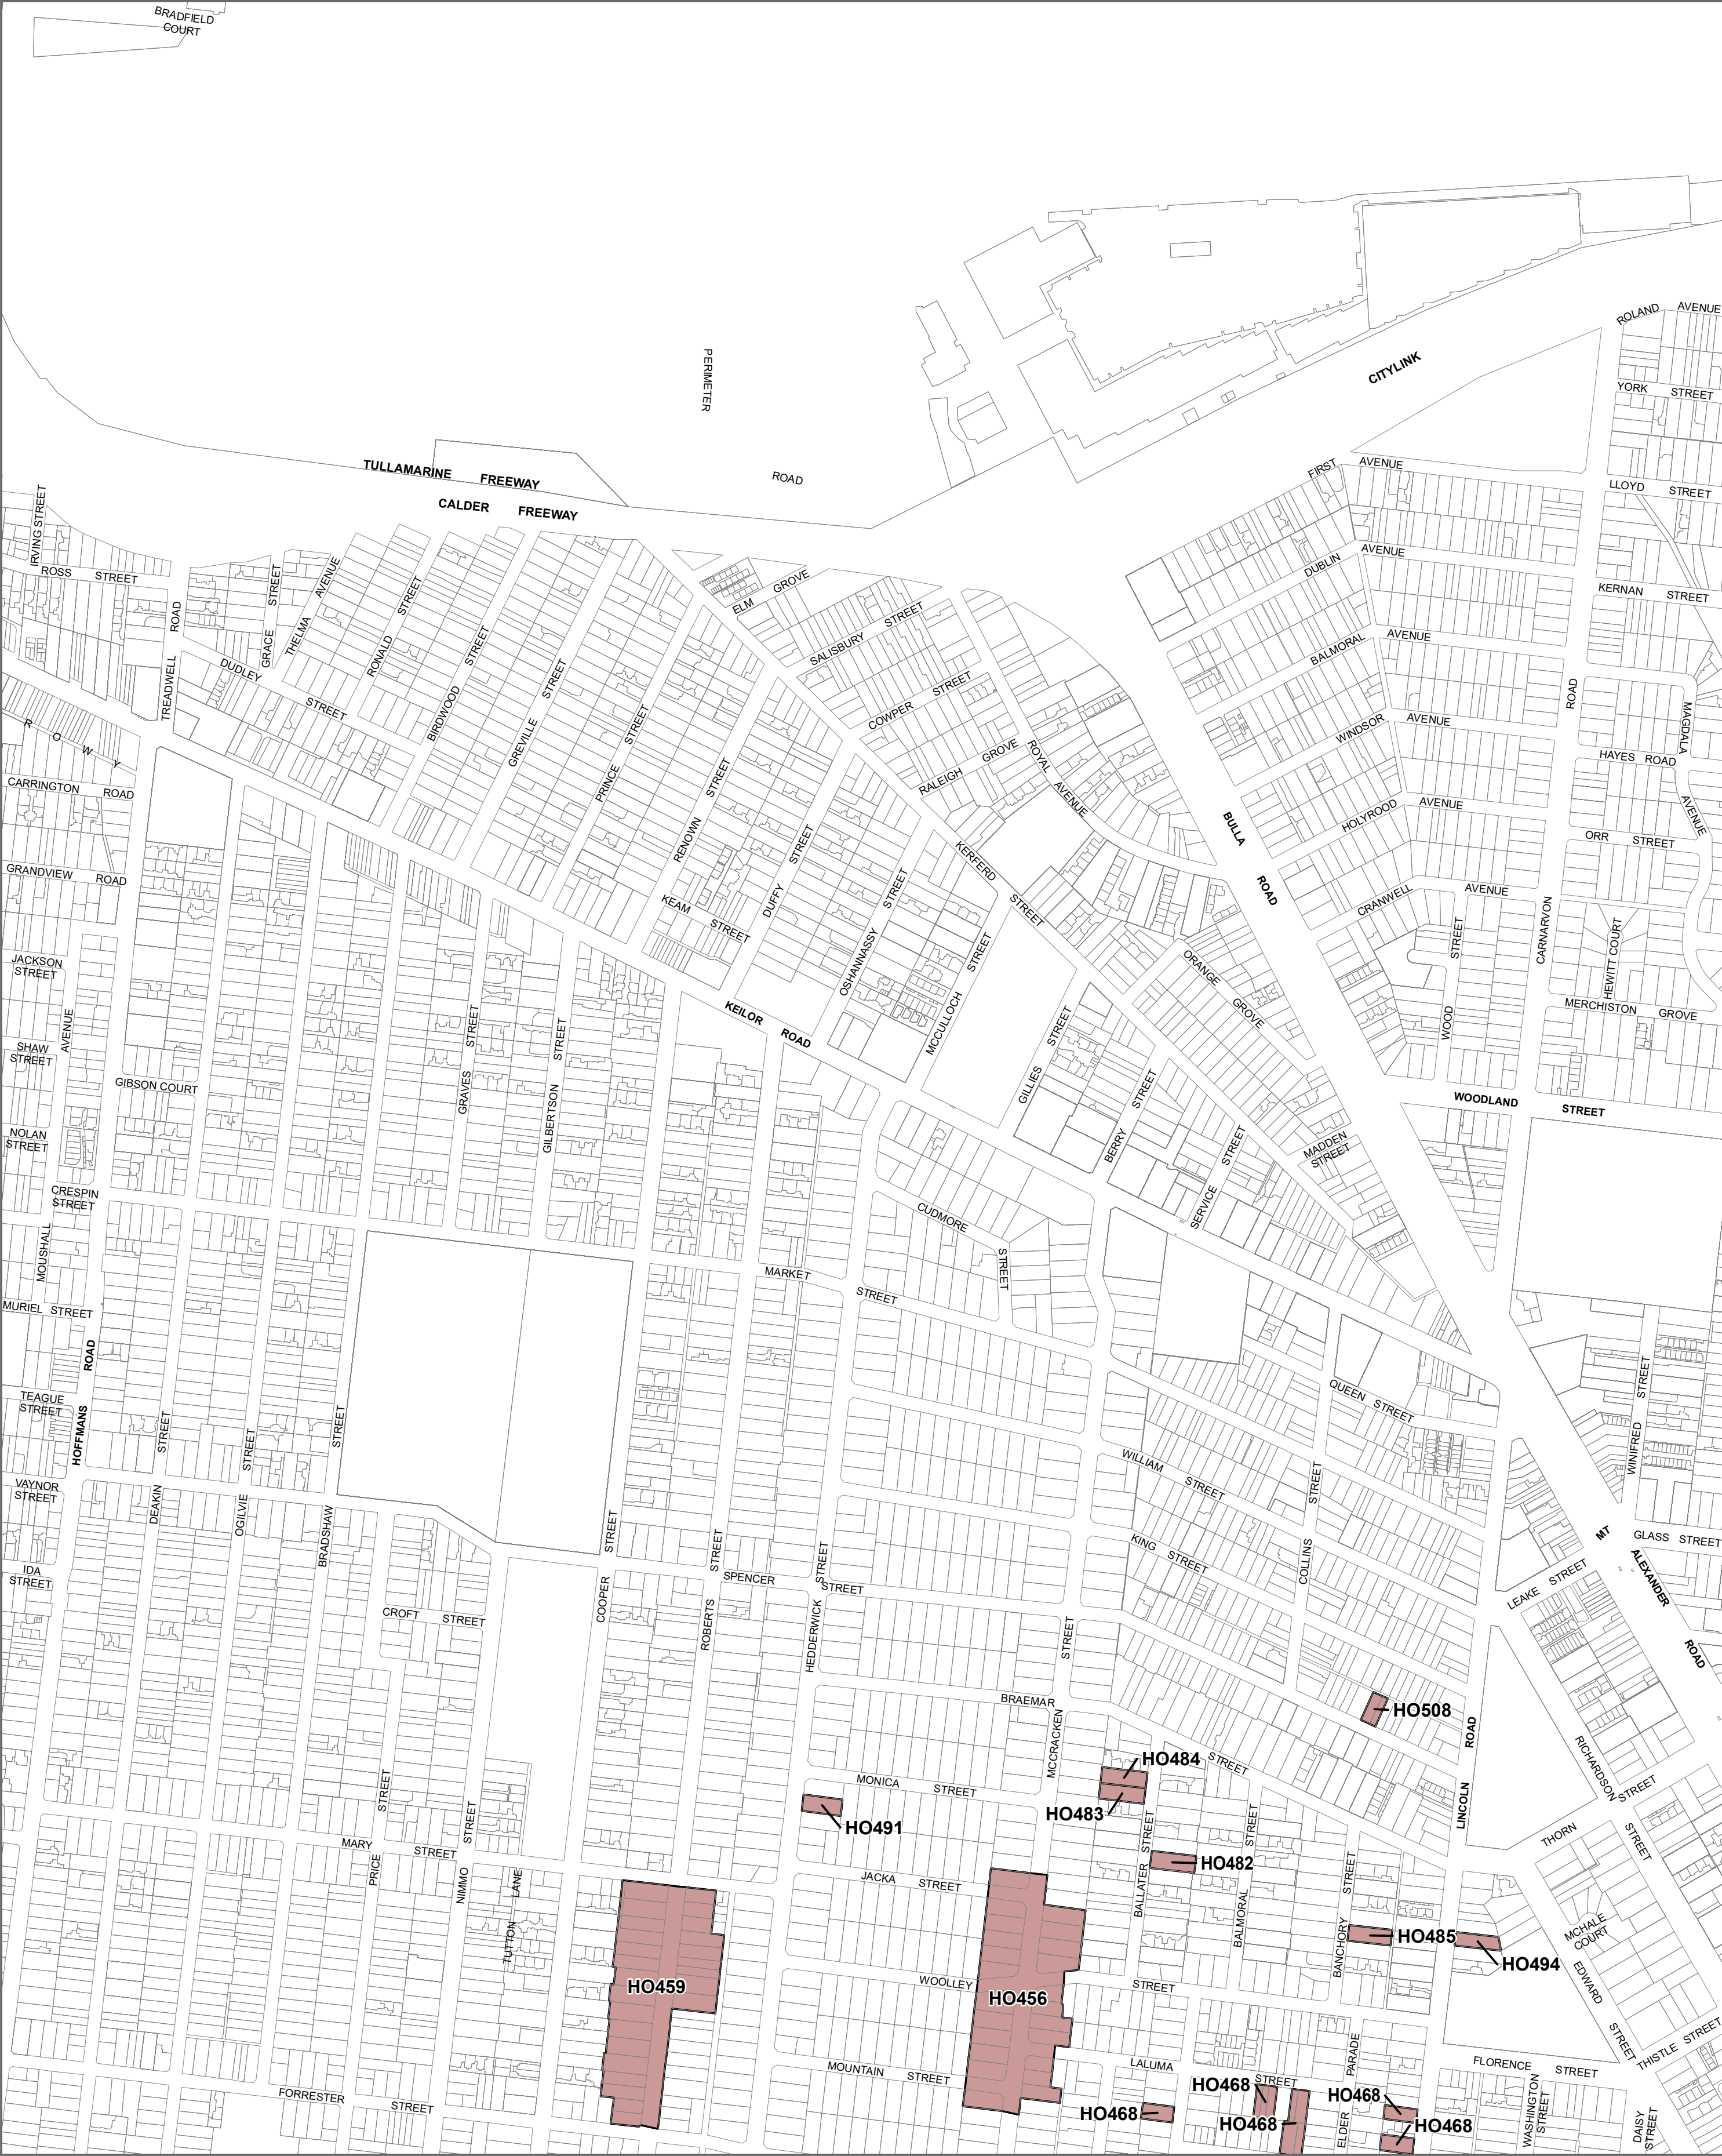 BRADFIELD
COURT
ROLAND AVENUE
PERIMETER
ROAD
CITYLINK
YORK STREET
TULLAMARINE FREEWAY
CALDER FREEWAY
FIRST AVENUE
LLOYD STREET
IRVING STREET
ROSS STREET
DUBLIN AVENUE
KERNAN STREET
ELM GROVE
TREADWELL ROAD
GRACE STREET
THELMA AVENUE
RONALD STREET
BIRDWOOD STREET
GREVILLE STREET
PRINCE STREET
RENOWN STREET
DUFFY STREET
OSHANNASSY STREET
MCCULLOCH STREET
SALISBURY STREET
COWPER STREET
RALEIGH GROVE
ROYAL AVENUE
DUDLEY STREET
BALMORAL AVENUE
WINDSOR AVENUE
HOLYROOD AVENUE
CRANWELL AVENUE
CARNARVON ROAD
MAGDALA AVENUE
HAYES ROAD
ORR STREET
R O W Y
CARRINGTON ROAD
GRANDVIEW ROAD
BULLA ROAD
KERFERD STREET
KEAM STREET
KEILOR ROAD
ORANGE GROVE
WOOD STREET
HEWITT COURT
MERCHISTON GROVE
JACKSON
STREET
SHAW
STREET
GIBSON COURT
NOLAN
STREET
CRESPIN
STREET
MOUSHALL AVENUE
GRAVES STREET
GILBERTSON STREET
GILLIES STREET
BERRY STREET
SERVICE STREET
MADDEN
STREET
WOODLAND STREET
CUDMORE STREET
MARKET STREET
MURIEL STREET
HOFFMANS ROAD
TEAGUE
STREET
VAYNOR
STREET
IDA
STREET
DEAKIN STREET
OGILVIE STREET
BRADSHAW STREET
QUEEN STREET
WINIFRED STREET
WILLIAM STREET
KING STREET
COLLINS STREET
MT ALEXANDER ROAD
GLASS STREET
LEAKE STREET
COOPER STREET
ROBERTS STREET
HEDDERWICK STREET
SPENCER STREET
CROFT STREET
MCCRACKEN STREET
BRAEMAR STREET
HO508
LINCOLN ROAD
RICHARDSON STREET
HO484
HO483
MONICA STREET
HO491
PRICE STREET
NIMMO STREET
MARY STREET
TUTTON LANE
BALLATER STREET
BALMORAL STREET
BANCHORY STREET
HO482
THORN STREET
JACKA STREET
HO485
HO494
MCHALE
COURT
EDWARD STREET
HO459
WOOLLEY STREET
HO456
MOUNTAIN STREET
LALUMA STREET
ELDER PARADE
FLORENCE STREET
THISTLE STREET
WASHINGTON
STREET
DAISY
STREET
FORRESTER STREET
HO468
HO468
HO468
HO468
HO468